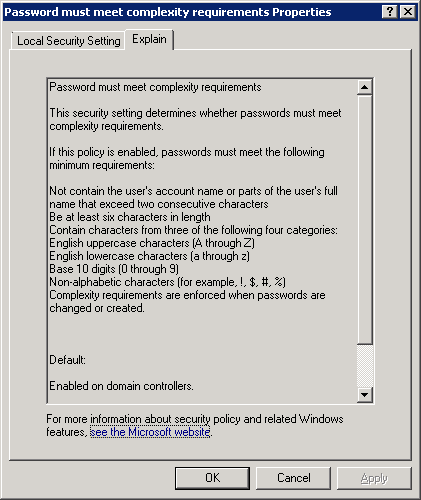 Password must meet complexity requirements Properties
Local Security Setting
Explain
Password must meet complexity requirements
This security setting determines whether passwords must meet
complexity requirements.
If this policy is enabled, passwords must meet the following
minimum requirements:
Not contain the user's account name or parts of the user's full
name that exceed two consecutive characters
Be at least six characters in length
Contain characters from three of the following four categories:
English uppercase characters (A through Z)
English lowercase characters (a through z)
Base 10 digits (0 through 9)
Non-alphabetic characters (for example, !, $, #, %)
Complexity requirements are enforced when passwords are
changed or created.
Default:
Enabled on domain controllers.
For more information about security policy and related Windows
features, see the Microsoft website.
OK
Cancel
Apply